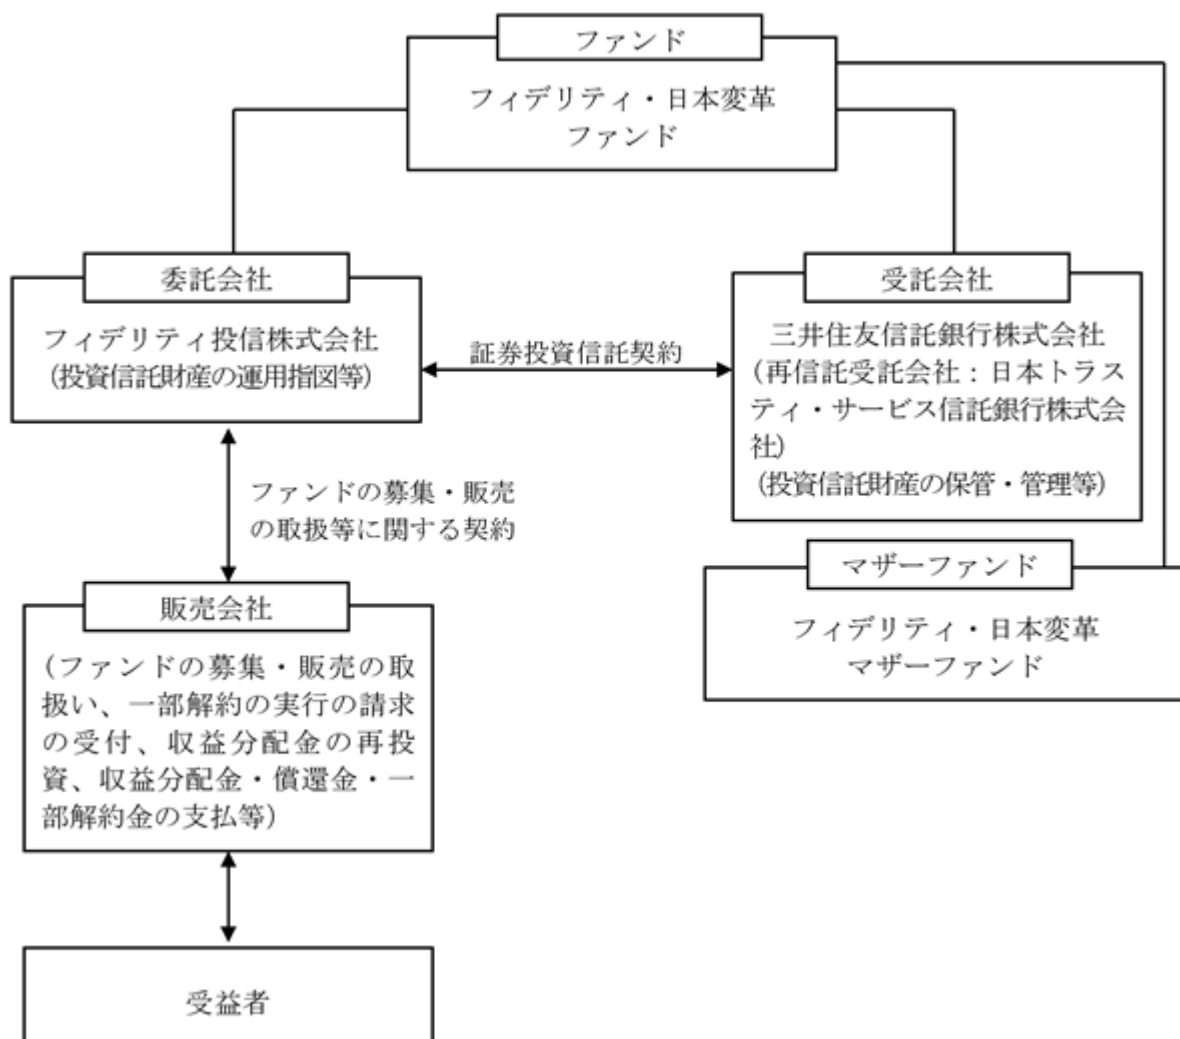 ファンド
フィデリティ・日本変革
ファンド
委託会社
フィデリティ投信株式会社
(投資信託財産の運用指図等)
証券投資信託契約
受託会社
三井住友信託銀行株式会社
(再信託受託会社:日本トラス
ティ・サービス信託銀行株式会
社)
(投資信託財産の保管・管理等)
ファンドの募集・販売
の取扱等に関する契約
マザーファンド
フィデリティ・日本変革
マザーファンド
販売会社
(ファンドの募集・販売の取
扱い、一部解約の実行の請求
の受付、収益分配金の再投
資、収益分配金・償還金・一
部解約金の支払等)
受益者